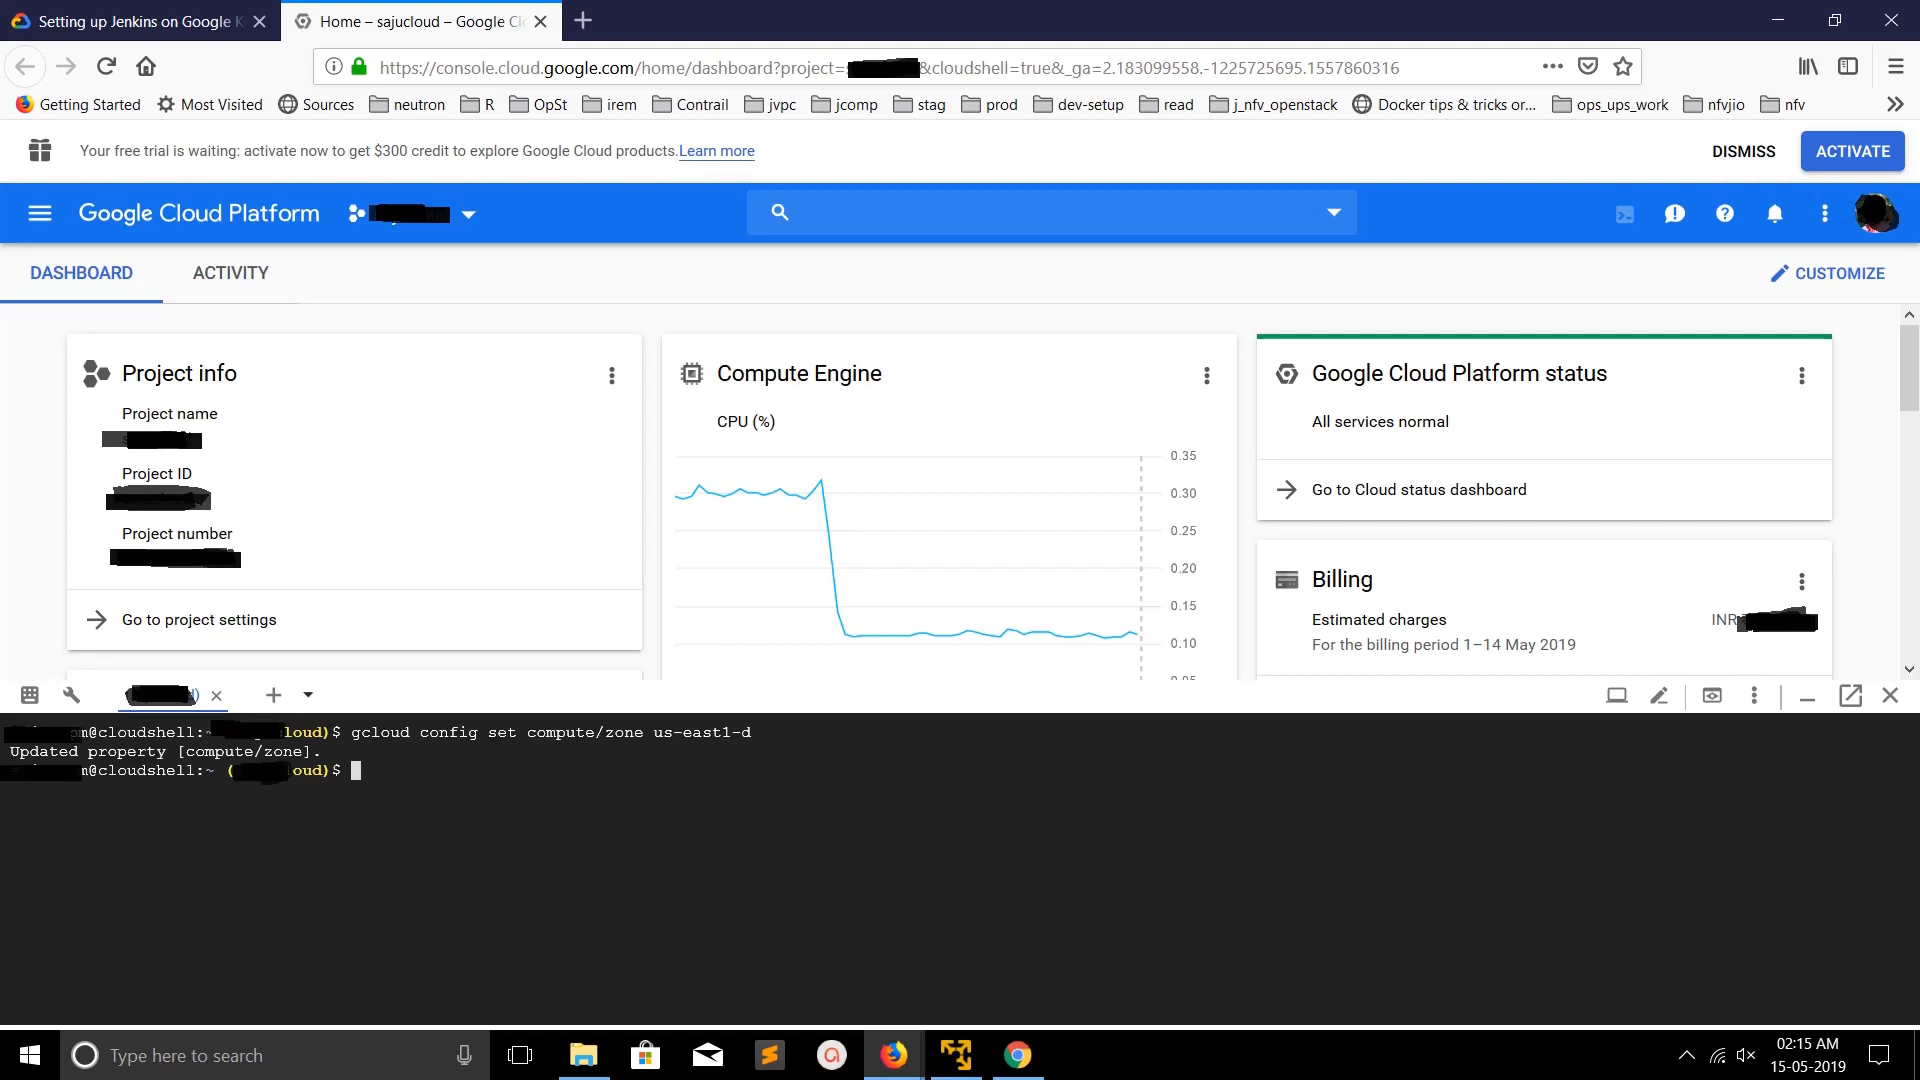 Setting up Jenkins on Google K
Home – sajucloud – Google Clo
https://console.cloud.google.com/home/dashboard?project= &cloudshell=true&_ga=2.183099558.-1225725695.1557860316
Getting Started Most Visited Sources neutron R OpSt irem Contrail jvpc jcomp stag prod dev-setup read j_nfv_openstack Docker tips & tricks or... ops_ups_work nfvjio nfv
Your free trial is waiting: activate now to get $300 credit to explore Google Cloud products. Learn more
DISMISS ACTIVATE
Google Cloud Platform
DASHBOARD ACTIVITY
CUSTOMIZE
Project info
Project name
Project ID
Project number
Go to project settings
Compute Engine
CPU (%)
0.35
0.30
0.25
0.20
0.15
0.10
0.05
Google Cloud Platform status
All services normal
Go to Cloud status dashboard
Billing
Estimated charges INR
For the billing period 1–14 May 2019
m@cloudshell:~ loud)$ gcloud config set compute/zone us-east1-d
Updated property [compute/zone].
m@cloudshell:~ ( oud)$
Type here to search
02:15 AM
15-05-2019